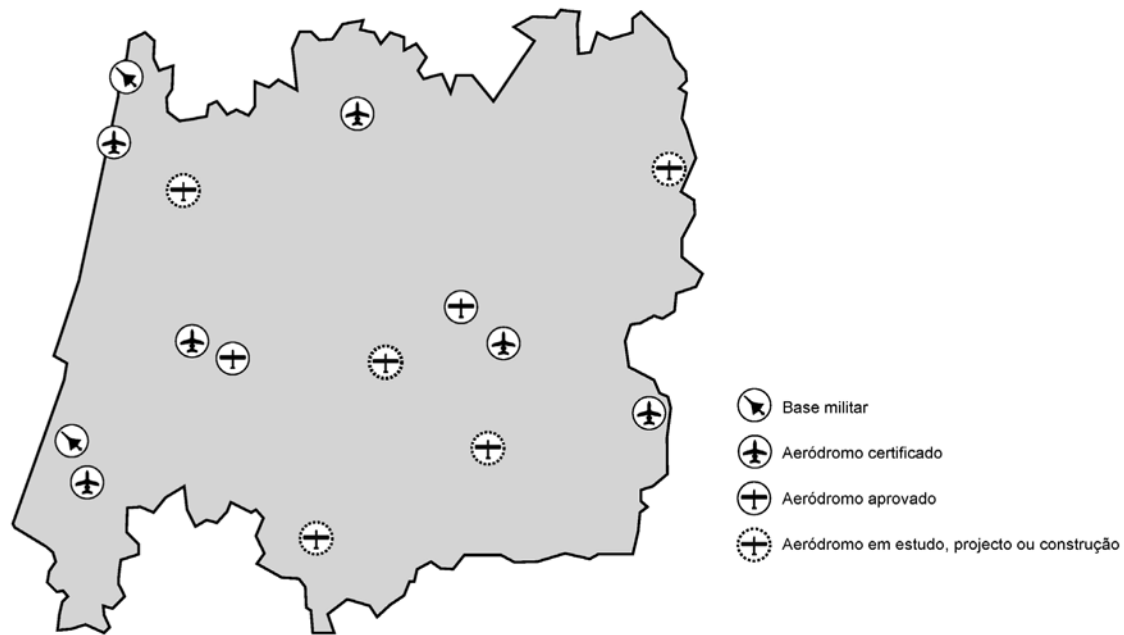 Base militar
Aeródromo certificado
Aeródromo aprovado
Aeródromo em estudo, projecto ou construção